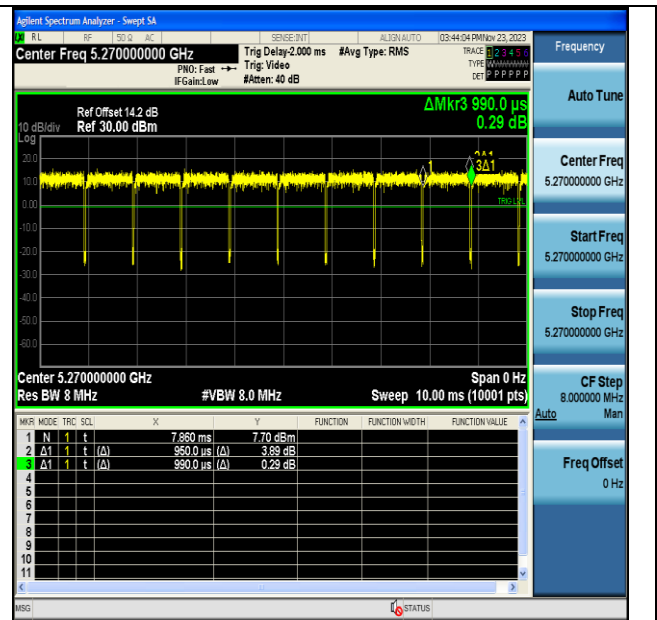 Agilent Spectrum Analyzer - Swept SA
RL RF 50 Ω AC SENSE:INT ALIGN AUTO 03:44:04 PM Nov 23, 2023
Center Freq 5.270000000 GHz Trig Delay-2.000 ms #Avg Type: RMS TRACE 1 2 3 4 5 6
PNO: Fast Trig: Video TYPE
IFGain:Low #Atten: 40 dB DET P P P P P P
Frequency
Auto Tune
Center Freq
5.270000000 GHz
Start Freq
5.270000000 GHz
Stop Freq
5.270000000 GHz
CF Step
8.000000 MHz
Auto Man
Freq Offset
0 Hz
ΔMkr3 990.0 µs
0.29 dB
Ref Offset 14.2 dB
10 dB/div Ref 30.00 dBm
Log
20.0
10.0
0.00
-10.0
-20.0
-30.0
-40.0
-50.0
-60.0
1
3Δ1
Center 5.270000000 GHz Span 0 Hz
Res BW 8 MHz #VBW 8.0 MHz Sweep 10.00 ms (10001 pts)
MKR MODE TRC SCL X Y FUNCTION FUNCTION WIDTH FUNCTION VALUE
1 N 1 t 7.860 ms 7.70 dBm
2 Δ1 1 t (Δ) 950.0 µs (Δ) 3.89 dB
3 Δ1 1 t (Δ) 990.0 µs (Δ) 0.29 dB
4
5
6
7
8
9
10
11
MSG STATUS